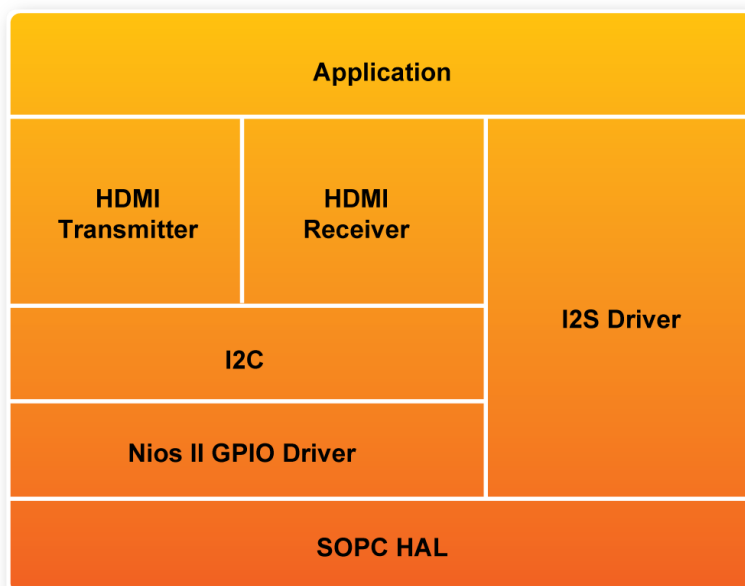 Application
HDMI
Transmitter
HDMI
Receiver
I2S Driver
I2C
Nios II GPIO Driver
SOPC HAL